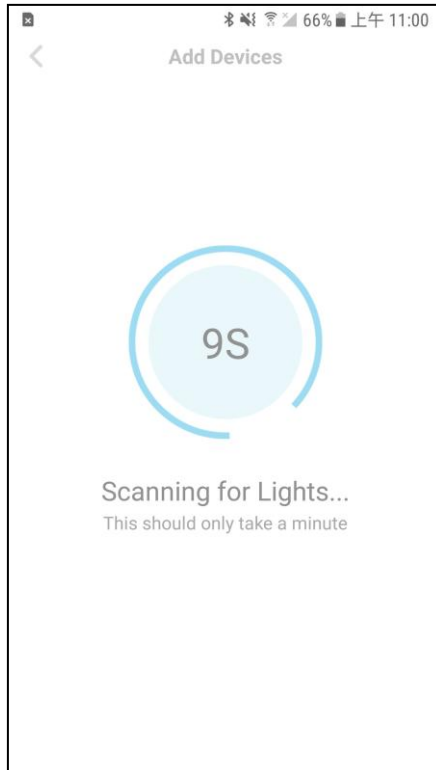 66% 上午 11:00
Add Devices
9S
Scanning for Lights...
This should only take a minute